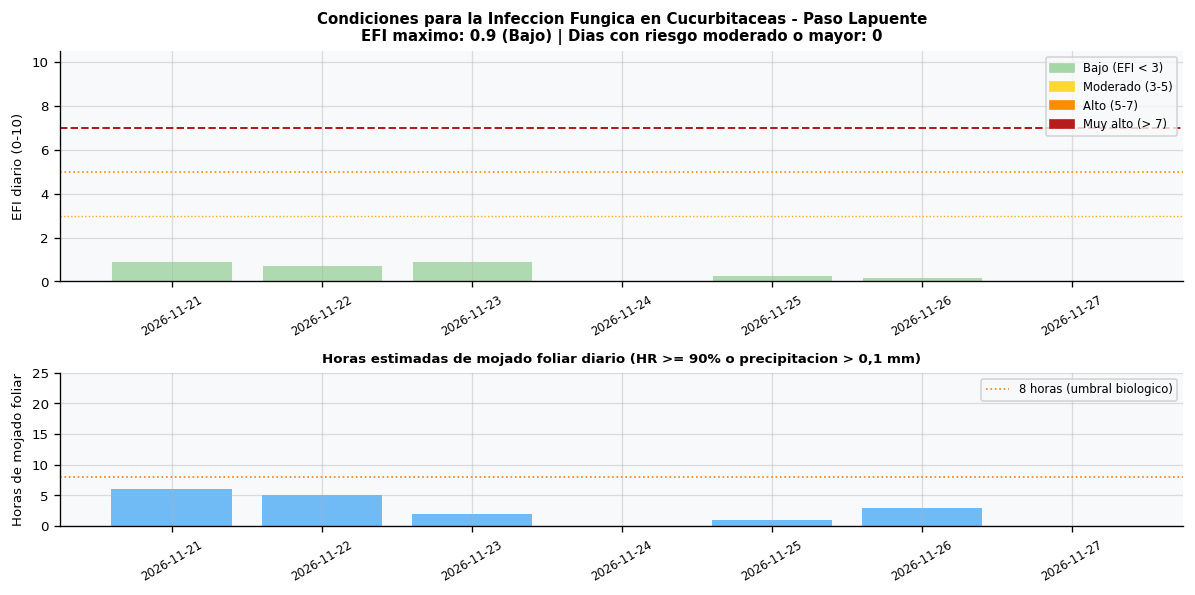 Condiciones para la Infeccion Fungica en Cucurbitaceas - Paso Lapuente
EFI maximo: 0.9 (Bajo) | Dias con riesgo moderado o mayor: 0
EFI diario (0-10)
10
8
6
4
2
0
Bajo (EFI < 3)
Moderado (3-5)
Alto (5-7)
Muy alto (> 7)
2026-11-21
2026-11-22
2026-11-23
2026-11-24
2026-11-25
2026-11-26
2026-11-27
Horas estimadas de mojado foliar diario (HR >= 90% o precipitacion > 0,1 mm)
Horas de mojado foliar
25
20
15
10
5
0
8 horas (umbral biologico)
2026-11-21
2026-11-22
2026-11-23
2026-11-24
2026-11-25
2026-11-26
2026-11-27